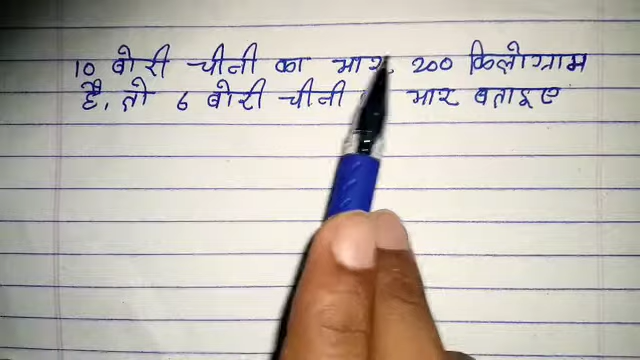 10 बोरी चीनी का भार 200 किलोग्राम
है, तो 6 बोरी चीनी भार बताइए